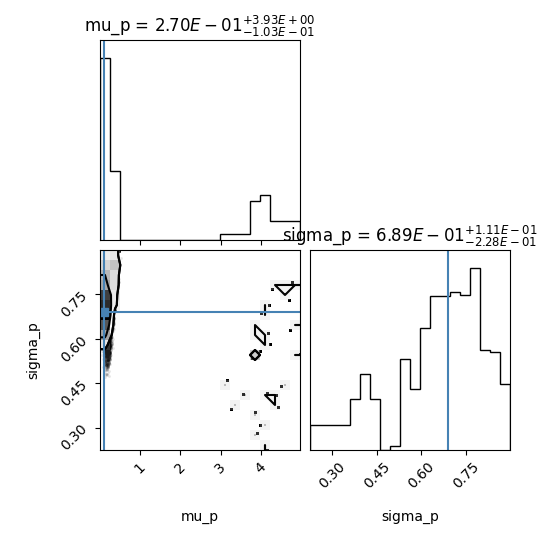 mu_p = 2.70E − 01+3.93E + 00 −1.03E − 01
sigma_p = 6.89E − 01+1.11E − 01 −2.28E − 01
sigma_p
0.75
0.60
0.45
0.30
1 2 3 4
mu_p
0.30 0.45 0.60 0.75
sigma_p